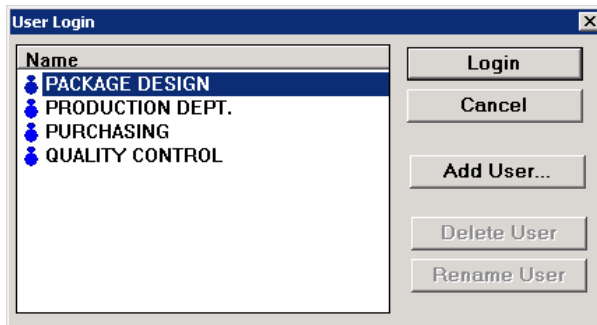 User Login
Name
PACKAGE DESIGN
PRODUCTION DEPT.
PURCHASING
QUALITY CONTROL
Login
Cancel
Add User...
Delete User
Rename User